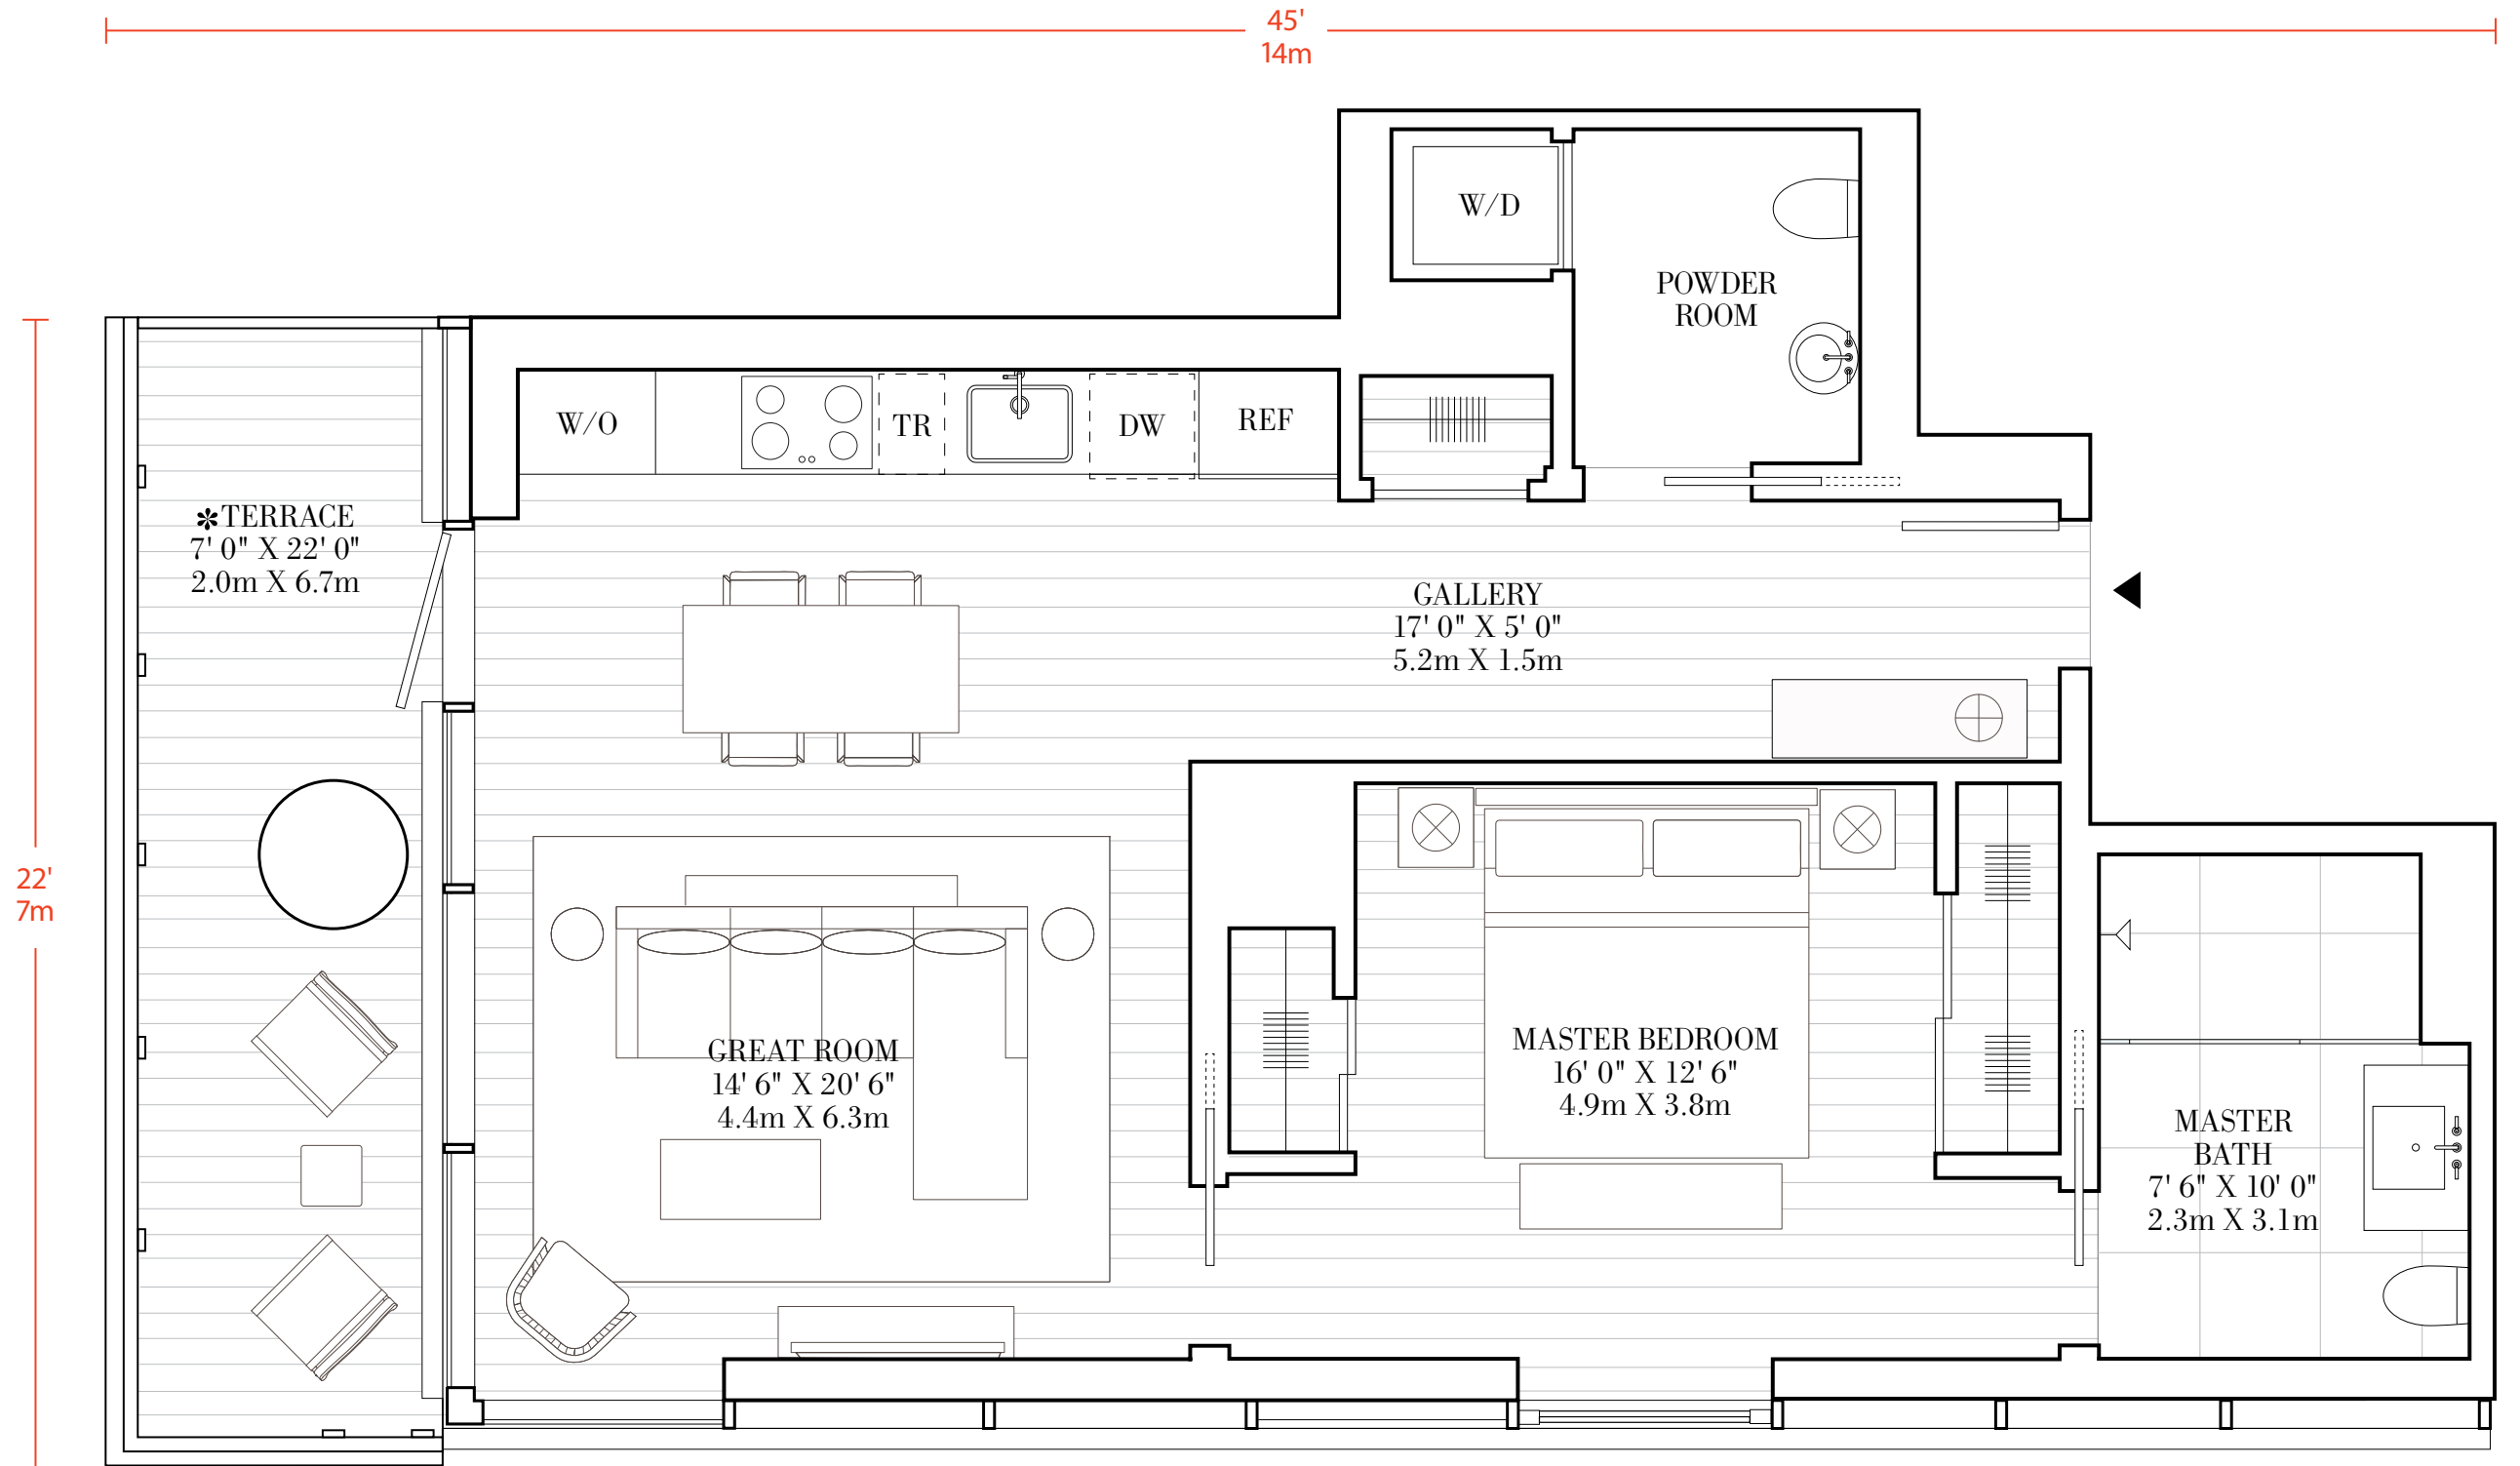 45'
14m
W/D
POWDER
ROOM
W/O
TR
DW
REF
✽TERRACE
7' 0" X 22' 0"
2.0m X 6.7m
GALLERY
17' 0" X 5' 0"
5.2m X 1.5m
22'
7m
GREAT ROOM
14' 6" X 20' 6"
4.4m X 6.3m
MASTER BEDROOM
16' 0" X 12' 6"
4.9m X 3.8m
MASTER
BATH
7' 6" X 10' 0"
2.3m X 3.1m